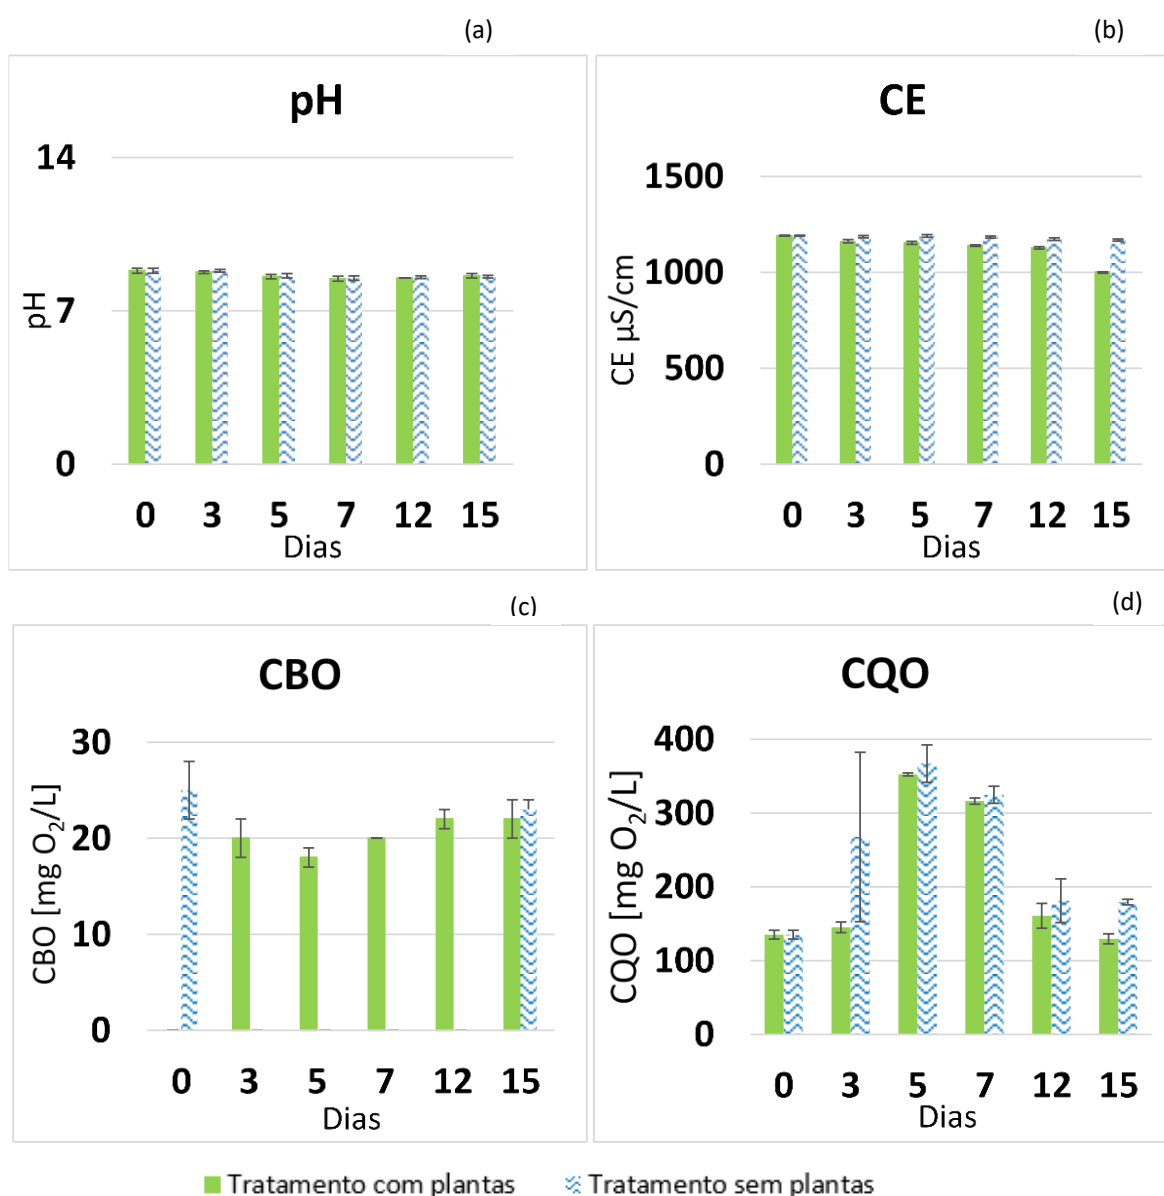 (a)
pH
14
7
0
pH
0 3 5 7 12 15
Dias
(b)
CE
1500
1000
500
0
CE µS/cm
0 3 5 7 12 15
Dias
(c)
CBO
30
20
10
0
CBO [mg O₂/L]
0 3 5 7 12 15
Dias
(d)
CQO
400
300
200
100
0
CQO [mg O₂/L]
0 3 5 7 12 15
Dias
Tratamento com plantas Tratamento sem plantas